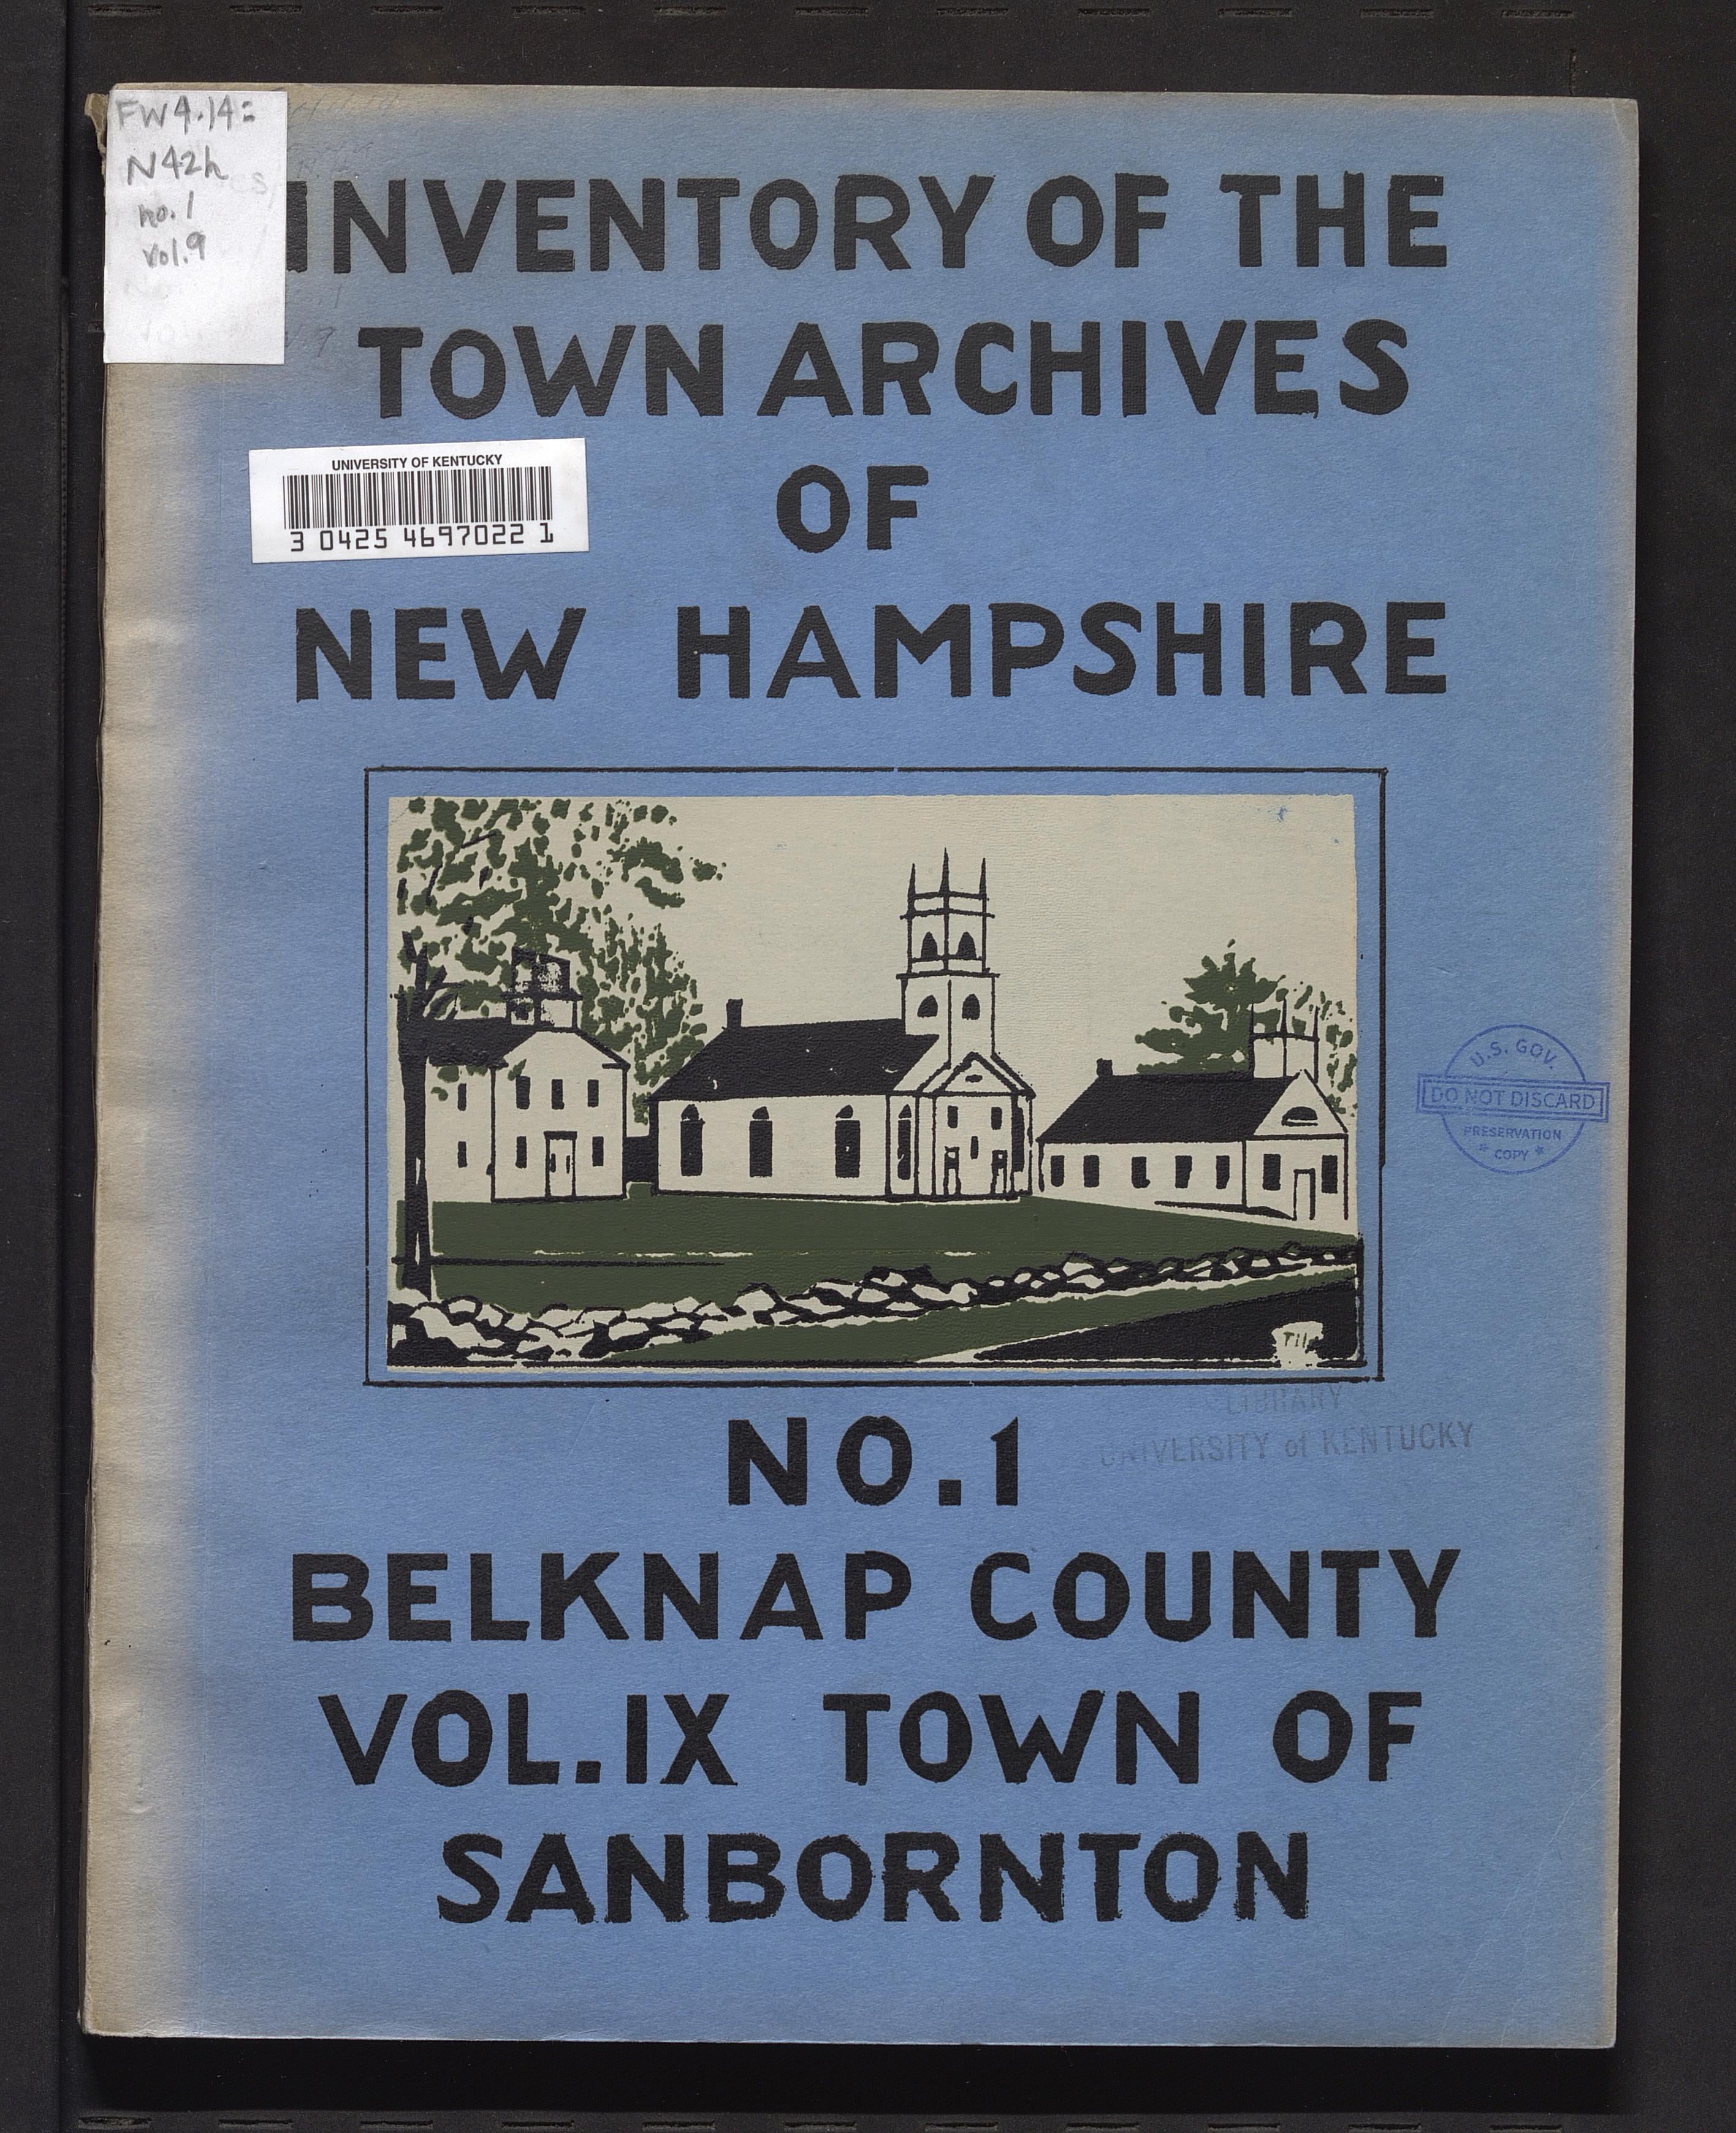 FW 4.14:
N42h
no. 1
vol. 9
INVENTORY OF THE
TOWN ARCHIVES
UNIVERSITY OF KENTUCKY
3 0425 4697022 1
OF
NEW HAMPSHIRE
U.S. GOV.
DO NOT DISCARD
PRESERVATION
* COPY *
LIBRARY
UNIVERSITY of KENTUCKY
NO.1
BELKNAP COUNTY
VOL.IX TOWN OF
SANBORNTON